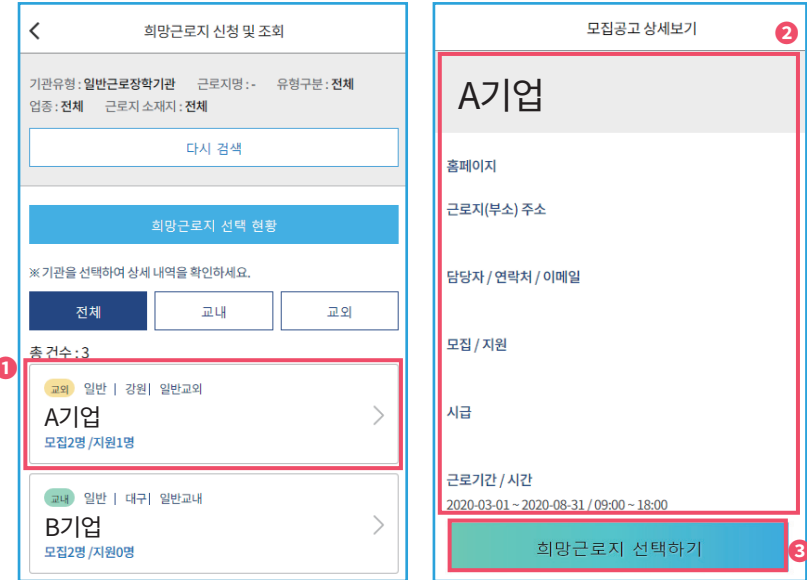 희망근로지 신청 및 조회
기관유형 : 일반근로장학기관 근로지명 : - 유형구분 : 전체
업종 : 전체 근로지 소재지 : 전체
다시 검색
희망근로지 선택 현황
※ 기관을 선택하여 상세 내역을 확인하세요.
전체 교내 교외
총 건수 : 3
1
교외 일반 | 강원| 일반교외
A기업
모집2명 /지원1명
교내 일반 | 대구| 일반교내
B기업
모집2명 /지원0명
모집공고 상세보기
2
A기업
홈페이지
근로지(부소) 주소
담당자 / 연락처 / 이메일
모집 / 지원
시급
근로기간 / 시간
2020-03-01 ~ 2020-08-31 / 09:00 ~ 18:00
희망근로지 선택하기
3